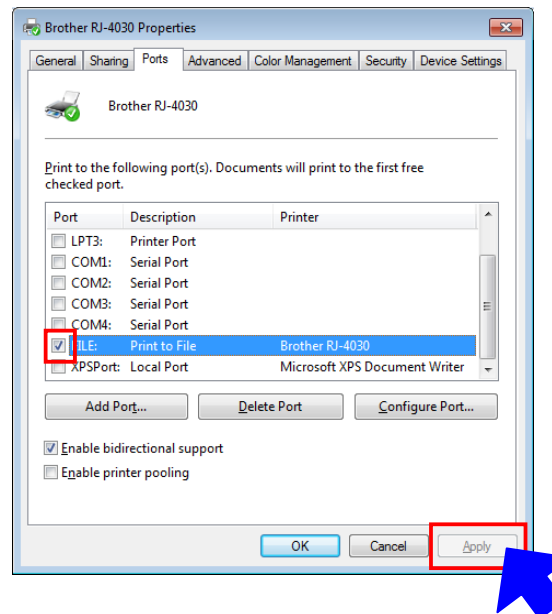 Brother RJ-4030 Properties
General Sharing Ports Advanced Color Management Security Device Settings
Brother RJ-4030
Print to the following port(s). Documents will print to the first free
checked port.
Port Description Printer
LPT3: Printer Port
COM1: Serial Port
COM2: Serial Port
COM3: Serial Port
COM4: Serial Port
FILE: Print to File Brother RJ-4030
XPSPort: Local Port Microsoft XPS Document Writer
Add Port... Delete Port Configure Port...
Enable bidirectional support
Enable printer pooling
OK Cancel Apply